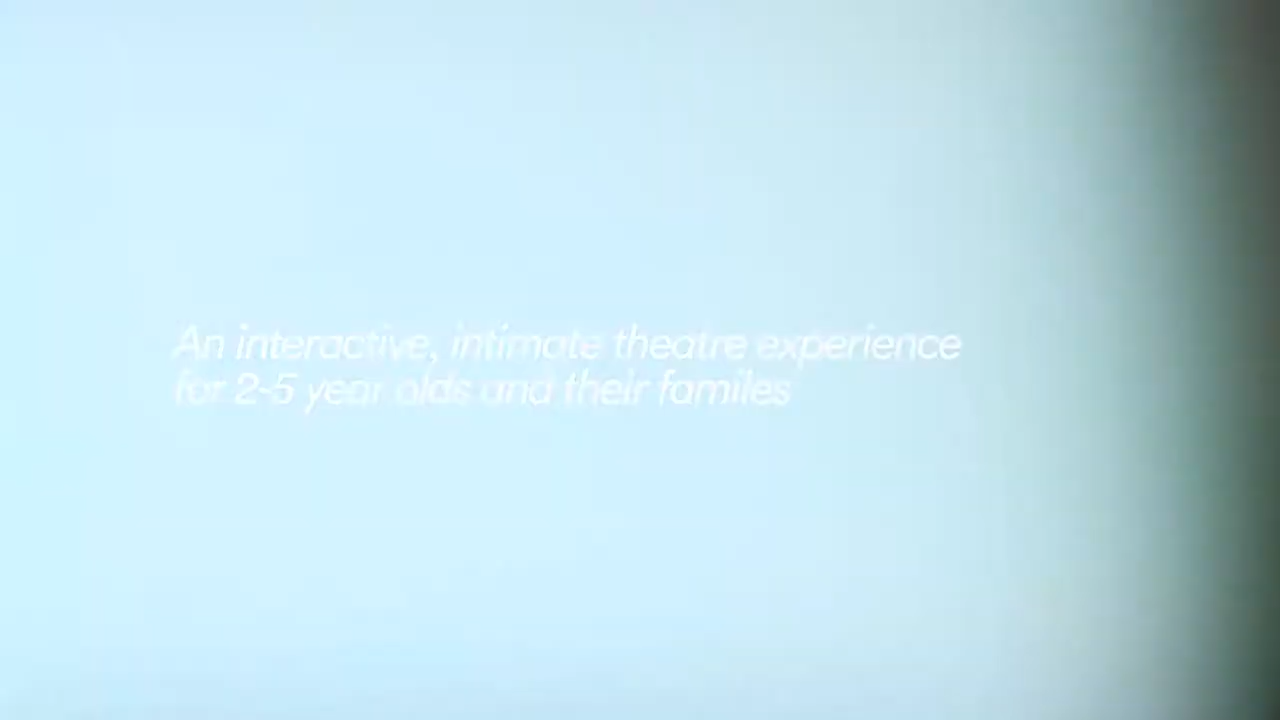 An interactive, intimate theatre experience
for 2-5 year olds and their familes